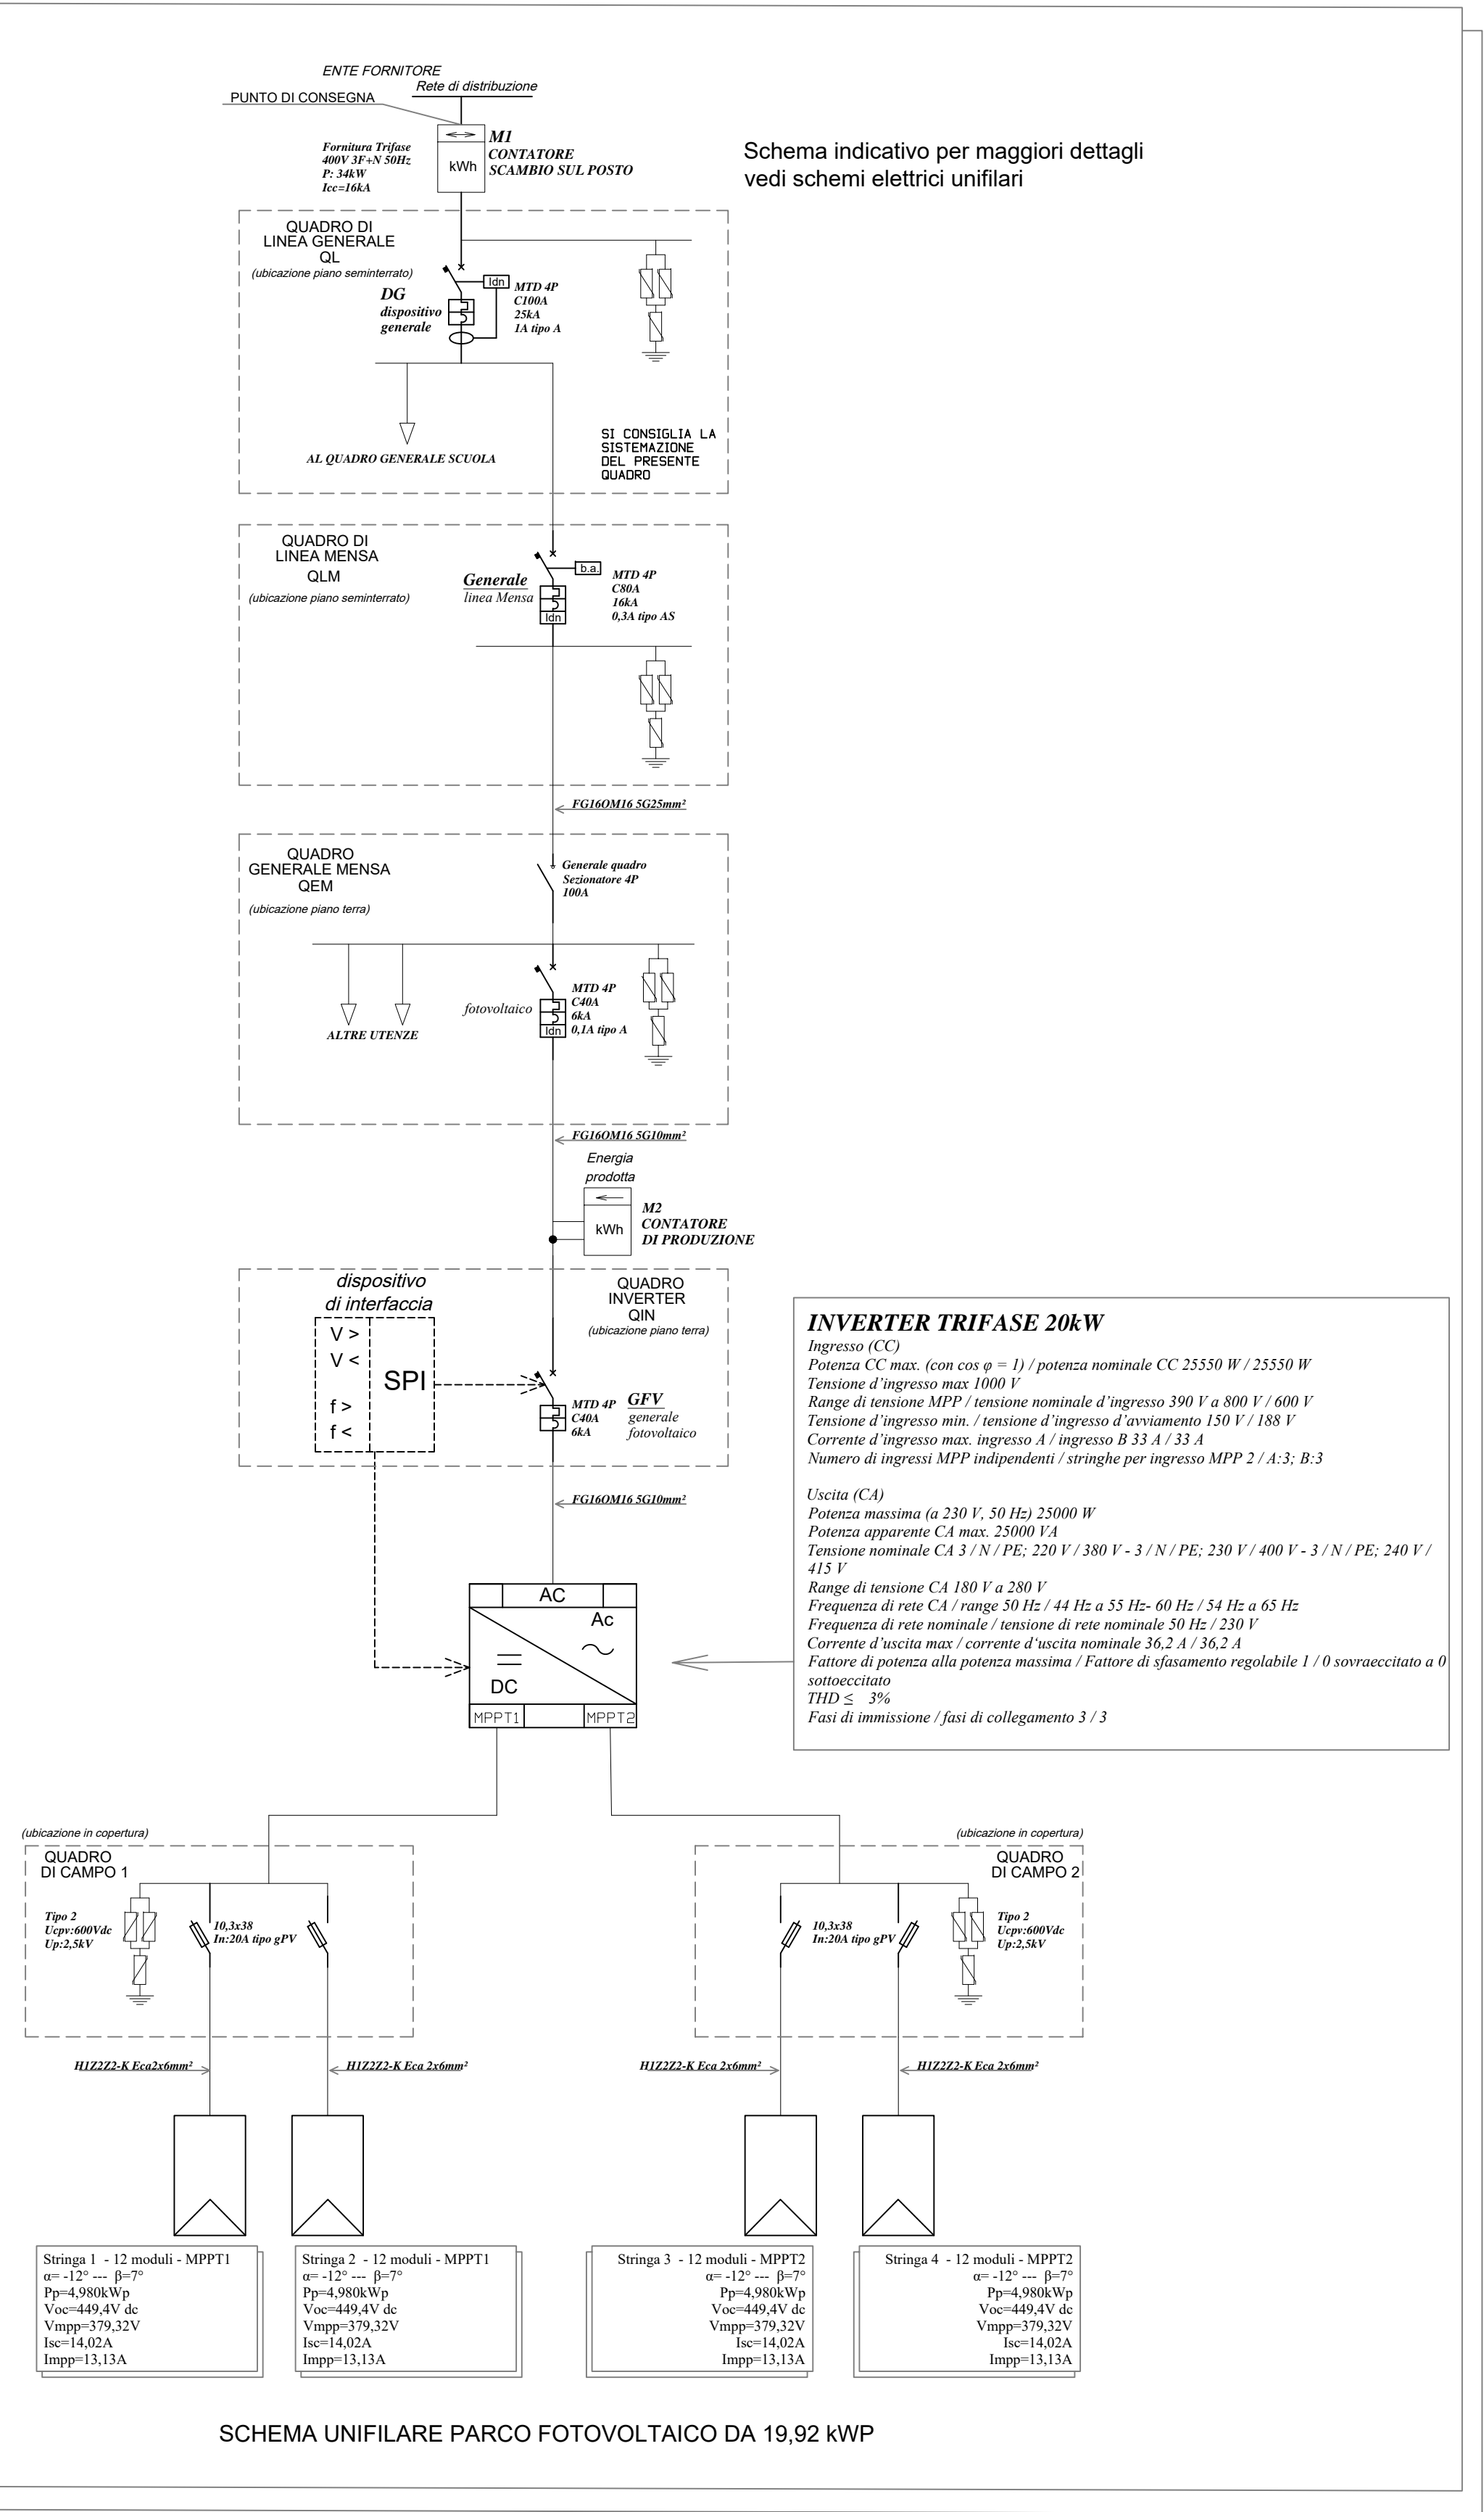 ENTE FORNITORE
Rete di distribuzione
PUNTO DI CONSEGNA
Fornitura Trifase
400V 3F+N 50Hz
P: 34kW
Icc=16kA
kWh
M1
CONTATORE
SCAMBIO SUL POSTO
Schema indicativo per maggiori dettagli
vedi schemi elettrici unifilari
QUADRO DI
LINEA GENERALE
QL
(ubicazione piano seminterrato)
DG
dispositivo
generale
Idn
MTD 4P
C100A
25kA
1A tipo A
AL QUADRO GENERALE SCUOLA
SI CONSIGLIA LA
SISTEMAZIONE
DEL PRESENTE
QUADRO
QUADRO DI
LINEA MENSA
QLM
(ubicazione piano seminterrato)
Generale
linea Mensa
b.a.
Idn
MTD 4P
C80A
16kA
0,3A tipo AS
FG16OM16 5G25mm²
QUADRO
GENERALE MENSA
QEM
(ubicazione piano terra)
Generale quadro
Sezionatore 4P
100A
fotovoltaico
Idn
MTD 4P
C40A
6kA
0,1A tipo A
ALTRE UTENZE
FG16OM16 5G10mm²
Energia
prodotta
kWh
M2
CONTATORE
DI PRODUZIONE
dispositivo
di interfaccia
V >
V <
f >
f <
SPI
QUADRO
INVERTER
QIN
(ubicazione piano terra)
MTD 4P
C40A
6kA
GFV
generale
fotovoltaico
FG16OM16 5G10mm²
INVERTER TRIFASE 20kW
Ingresso (CC)
Potenza CC max. (con cos φ = 1) / potenza nominale CC 25550 W / 25550 W
Tensione d'ingresso max 1000 V
Range di tensione MPP / tensione nominale d'ingresso 390 V a 800 V / 600 V
Tensione d'ingresso min. / tensione d'ingresso d'avviamento 150 V / 188 V
Corrente d'ingresso max. ingresso A / ingresso B 33 A / 33 A
Numero di ingressi MPP indipendenti / stringhe per ingresso MPP 2 / A:3; B:3
Uscita (CA)
Potenza massima (a 230 V, 50 Hz) 25000 W
Potenza apparente CA max. 25000 VA
Tensione nominale CA 3 / N / PE; 220 V / 380 V - 3 / N / PE; 230 V / 400 V - 3 / N / PE; 240 V /
415 V
Range di tensione CA 180 V a 280 V
Frequenza di rete CA / range 50 Hz / 44 Hz a 55 Hz- 60 Hz / 54 Hz a 65 Hz
Frequenza di rete nominale / tensione di rete nominale 50 Hz / 230 V
Corrente d'uscita max / corrente d'uscita nominale 36,2 A / 36,2 A
Fattore di potenza alla potenza massima / Fattore di sfasamento regolabile 1 / 0 sovraeccitato a 0
sottoeccitato
THD ≤ 3%
Fasi di immissione / fasi di collegamento 3 / 3
AC
Ac
DC
MPPT1
MPPT2
(ubicazione in copertura)
QUADRO
DI CAMPO 1
Tipo 2
Ucpv:600Vdc
Up:2,5kV
10,3x38
In:20A tipo gPV
(ubicazione in copertura)
QUADRO
DI CAMPO 2
10,3x38
In:20A tipo gPV
Tipo 2
Ucpv:600Vdc
Up:2,5kV
H1Z2Z2-K Eca2x6mm²
H1Z2Z2-K Eca 2x6mm²
H1Z2Z2-K Eca 2x6mm²
H1Z2Z2-K Eca 2x6mm²
Stringa 1 - 12 moduli - MPPT1
α= -12° --- β=7°
Pp=4,980kWp
Voc=449,4V dc
Vmpp=379,32V
Isc=14,02A
Impp=13,13A
Stringa 2 - 12 moduli - MPPT1
α= -12° --- β=7°
Pp=4,980kWp
Voc=449,4V dc
Vmpp=379,32V
Isc=14,02A
Impp=13,13A
Stringa 3 - 12 moduli - MPPT2
α= -12° --- β=7°
Pp=4,980kWp
Voc=449,4V dc
Vmpp=379,32V
Isc=14,02A
Impp=13,13A
Stringa 4 - 12 moduli - MPPT2
α= -12° --- β=7°
Pp=4,980kWp
Voc=449,4V dc
Vmpp=379,32V
Isc=14,02A
Impp=13,13A
SCHEMA UNIFILARE PARCO FOTOVOLTAICO DA 19,92 kWP